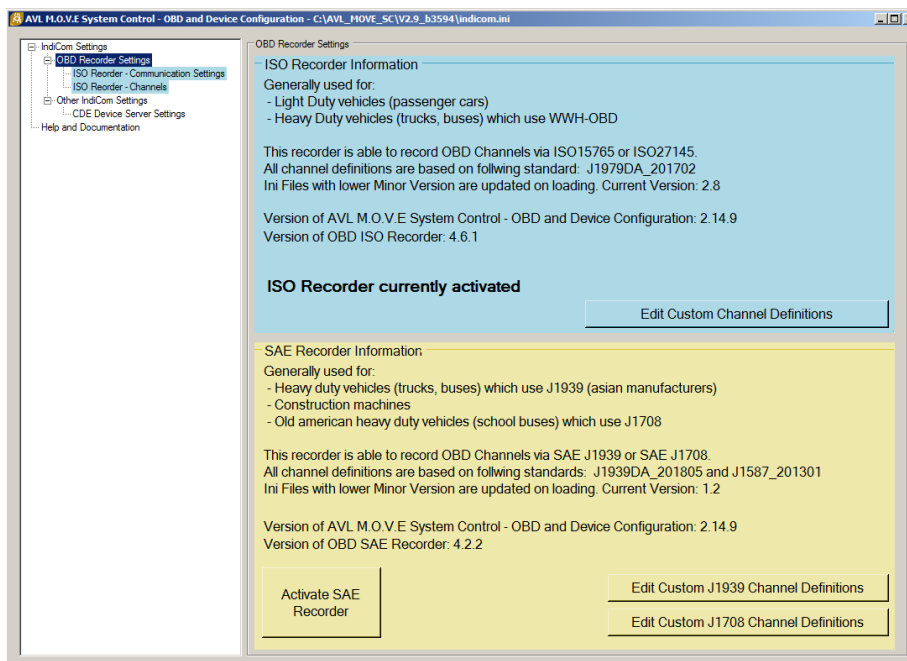 AVL M.O.V.E System Control - OBD and Device Configuration - C:\AVL_MOVE_SC\V2.9_b3594\indicom.ini
IndiCom Settings
OBD Recorder Settings
ISO Reorder - Communication Settings
ISO Reorder - Channels
Other IndiCom Settings
CDE Device Server Settings
Help and Documentation
OBD Recorder Settings
ISO Recorder Information
Generally used for:
- Light Duty vehicles (passenger cars)
- Heavy Duty vehicles (trucks, buses) which use WWH-OBD
This recorder is able to record OBD Channels via ISO15765 or ISO27145.
All channel definitions are based on follwing standard: J1979DA_201702
Ini Files with lower Minor Version are updated on loading. Current Version: 2.8
Version of AVL M.O.V.E System Control - OBD and Device Configuration: 2.14.9
Version of OBD ISO Recorder: 4.6.1
ISO Recorder currently activated
Edit Custom Channel Definitions
SAE Recorder Information
Generally used for:
- Heavy duty vehicles (trucks, buses) which use J1939 (asian manufacturers)
- Construction machines
- Old american heavy duty vehicles (school buses) which use J1708
This recorder is able to record OBD Channels via SAE J1939 or SAE J1708.
All channel definitions are based on follwing standards: J1939DA_201805 and J1587_201301
Ini Files with lower Minor Version are updated on loading. Current Version: 1.2
Version of AVL M.O.V.E System Control - OBD and Device Configuration: 2.14.9
Version of OBD SAE Recorder: 4.2.2
Activate SAE
Recorder
Edit Custom J1939 Channel Definitions
Edit Custom J1708 Channel Definitions